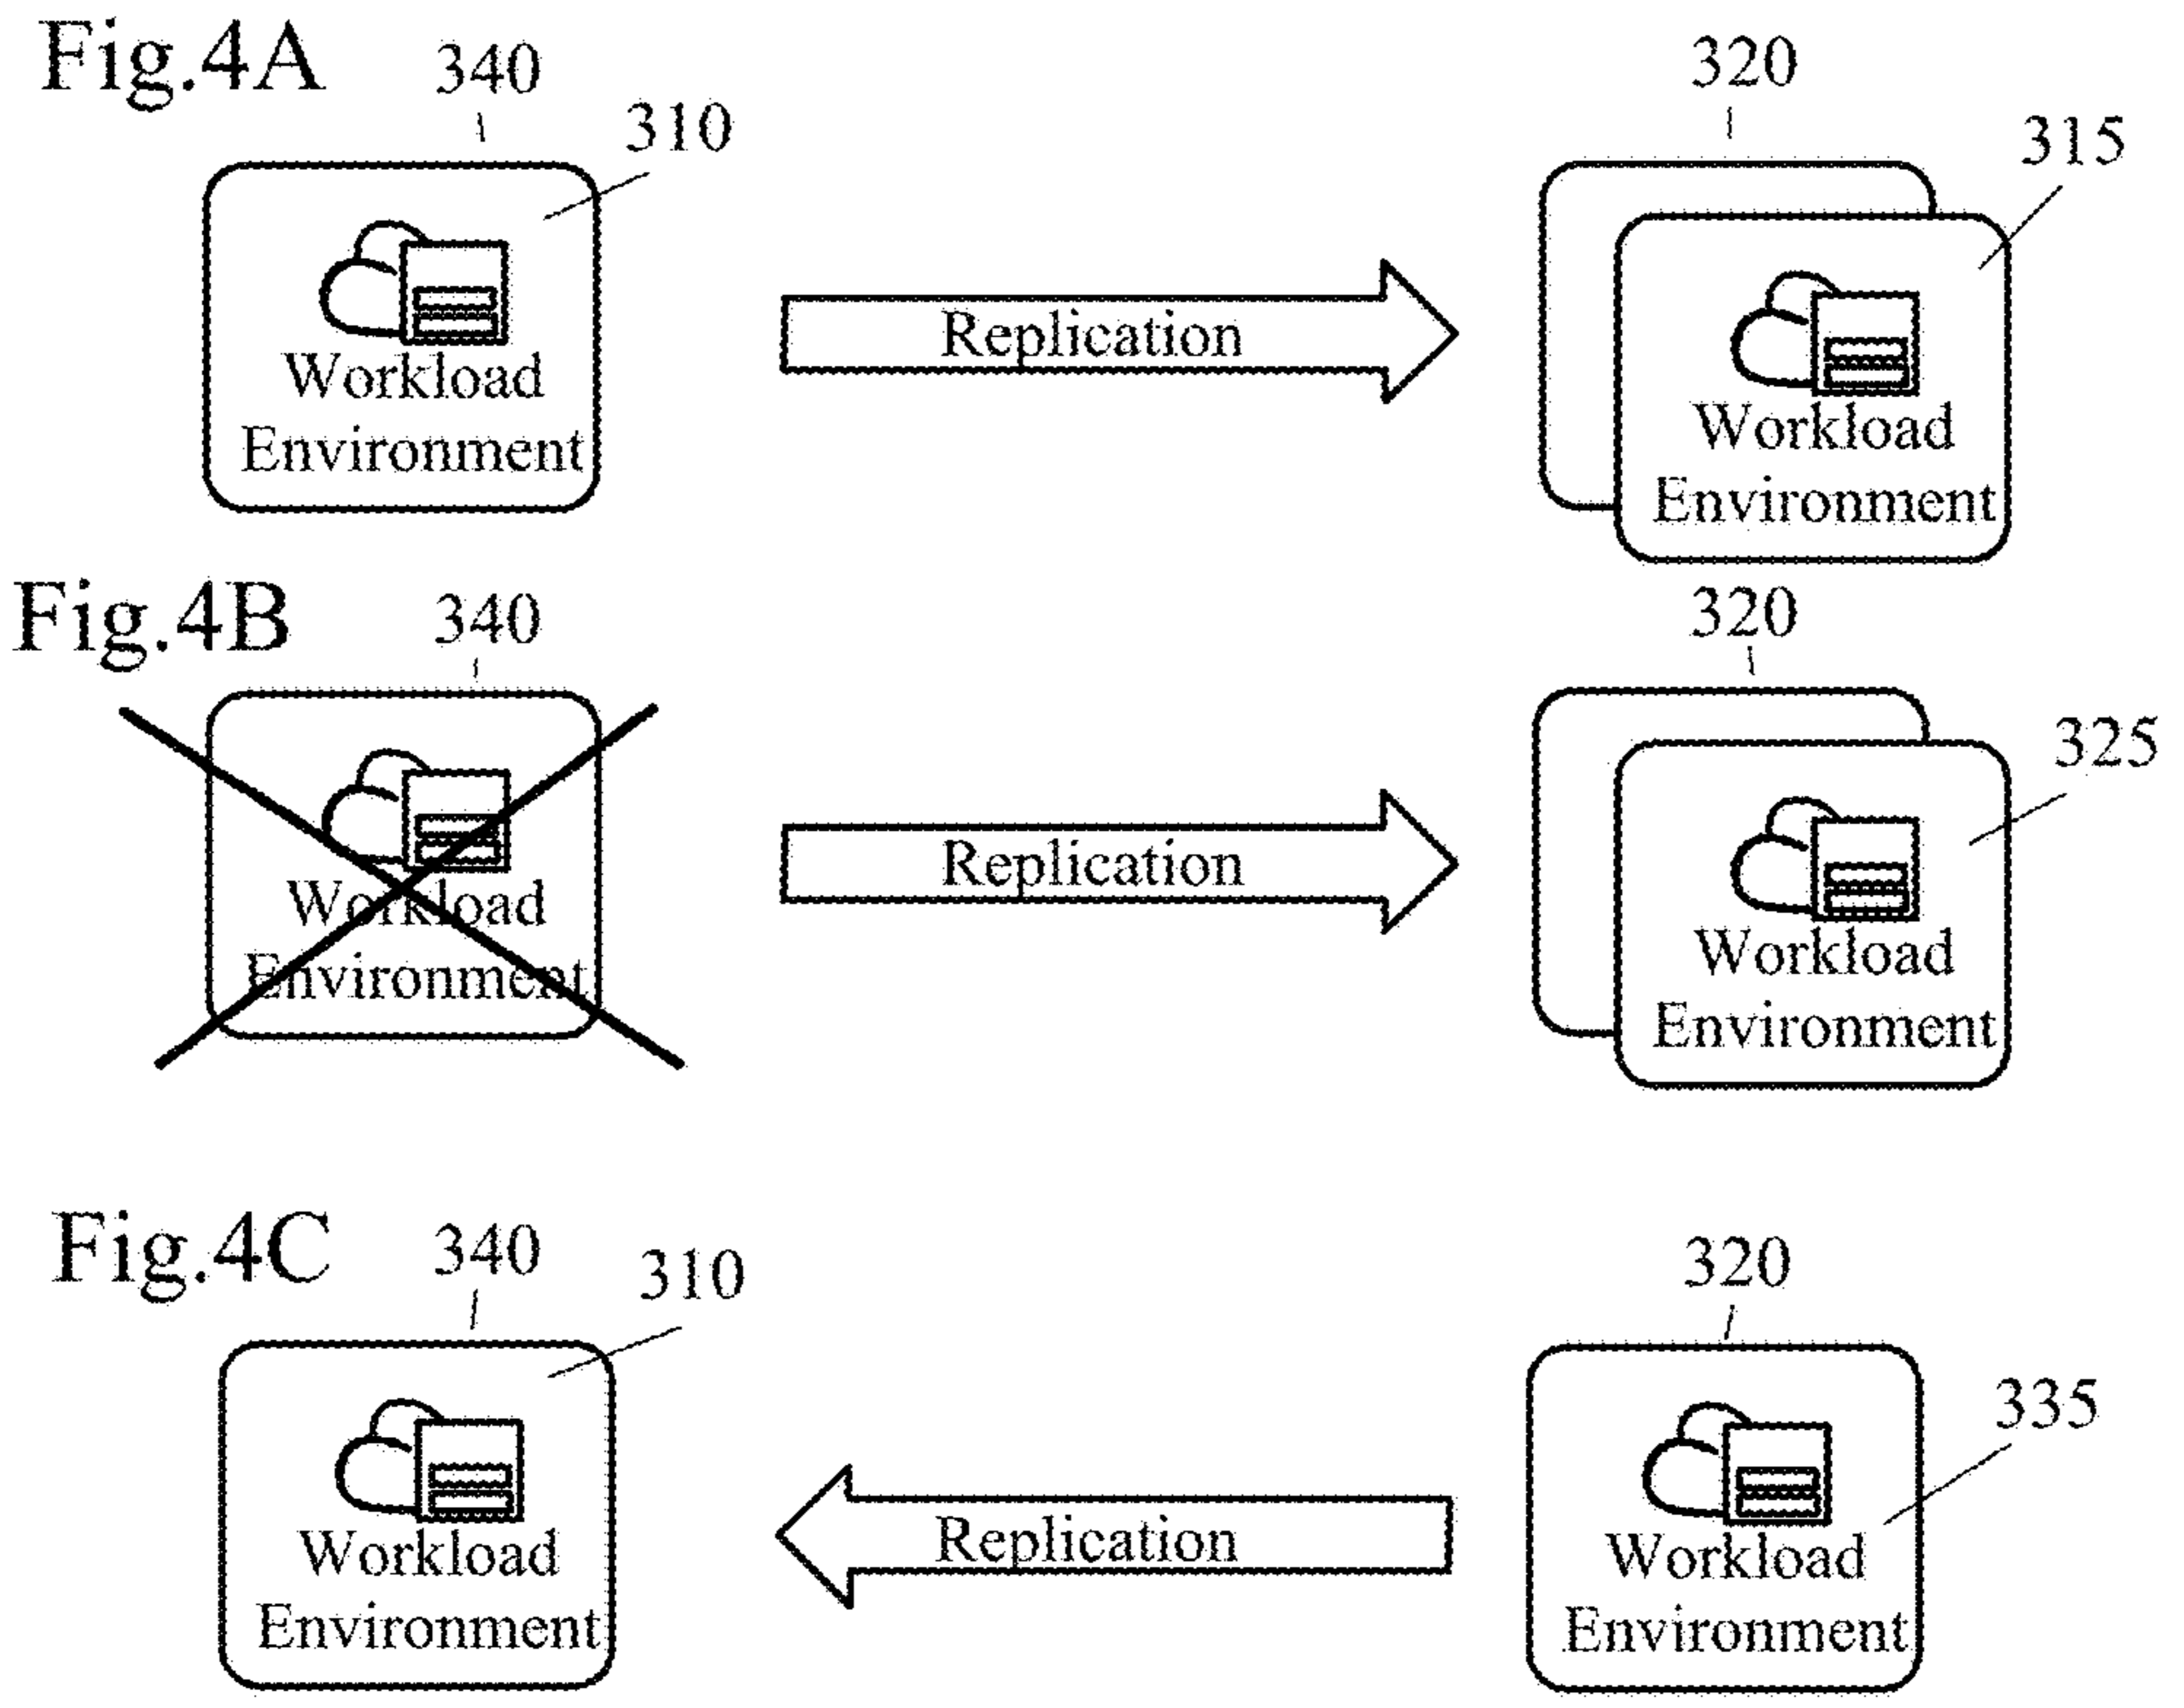 Fig.4A
340
310
320
315
Workload
Environment
Replication
Workload
Environment
Fig.4B
340
320
325
Workload
Environment
Replication
Workload
Environment
Fig.4C
340
310
320
335
Workload
Environment
Replication
Workload
Environment